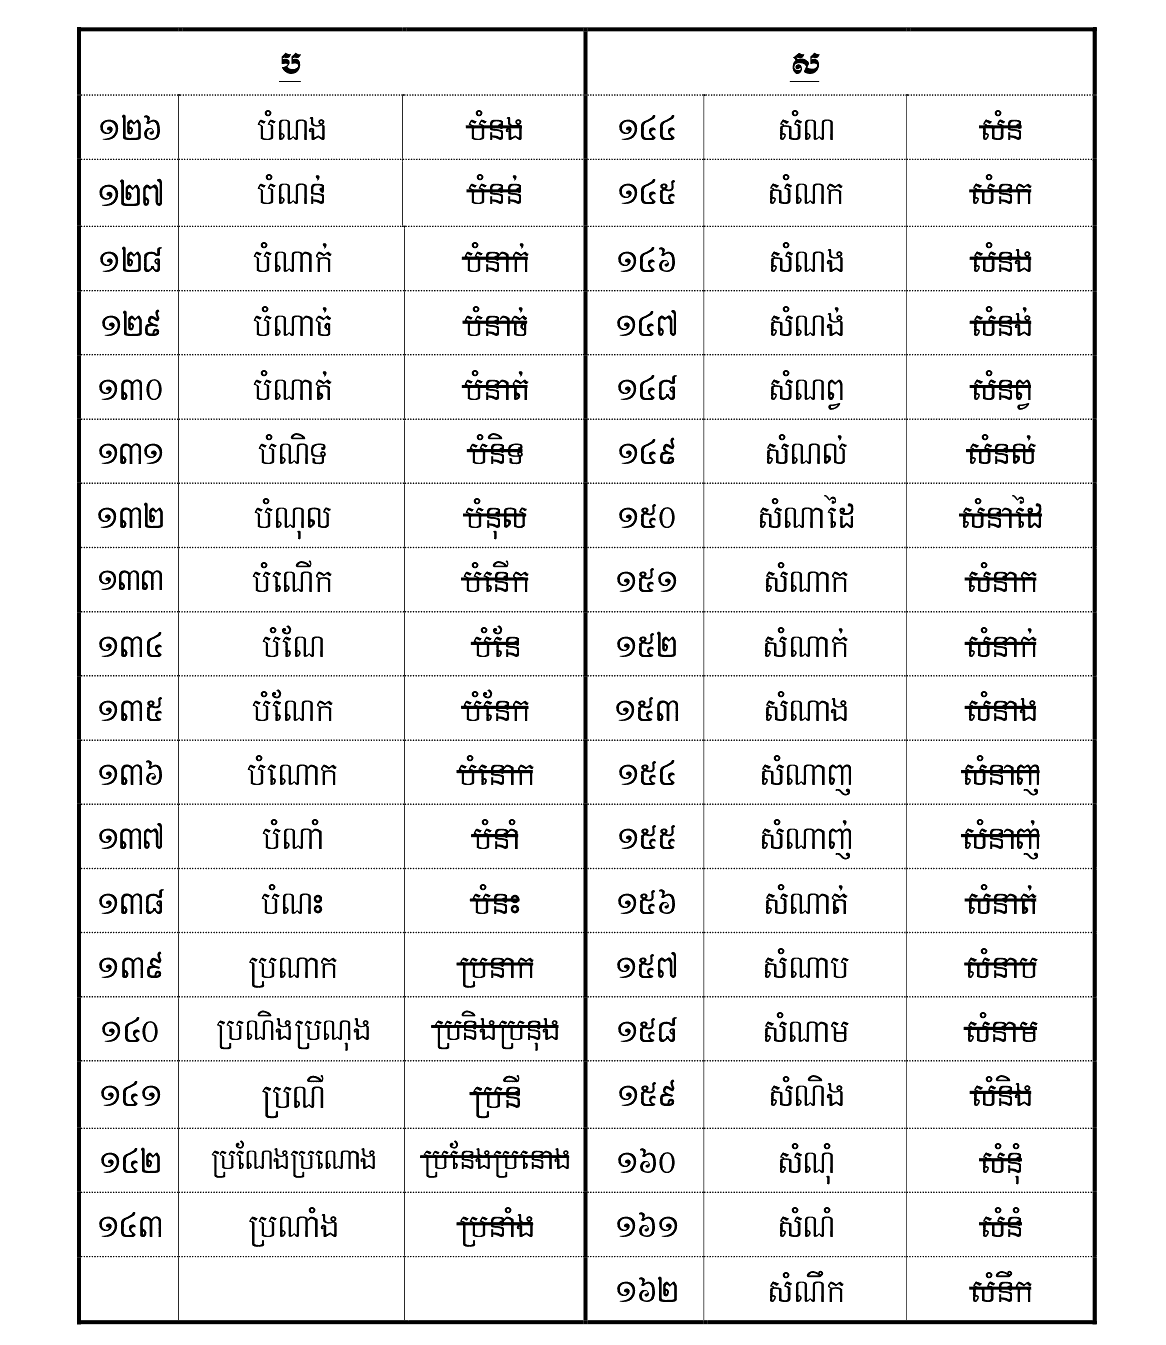 ប ស
១២៦ បំណង បំនង ១៤៤ សំណ សំន
១២៧ បំណន់ បំនន់ ១៤៥ សំណក សំនក
១២៨ បំណាក់ បំនាក់ ១៤៦ សំណង សំនង
១២៩ បំណាច់ បំនាច់ ១៤៧ សំណង់ សំនង់
១៣០ បំណាត់ បំនាត់ ១៤៨ សំណព្វ សំនព្វ
១៣១ បំណិទ បំនិទ ១៤៩ សំណល់ សំនល់
១៣២ បំណុល បំនុល ១៥០ សំណាដៃ សំនាដៃ
១៣៣ បំណើក បំនើក ១៥១ សំណាក សំនាក
១៣៤ បំណែ បំនែ ១៥២ សំណាក់ សំនាក់
១៣៥ បំណែក បំនែក ១៥៣ សំណាង សំនាង
១៣៦ បំណោក បំនោក ១៥៤ សំណាញ សំនាញ
១៣៧ បំណាំ បំនាំ ១៥៥ សំណាញ់ សំនាញ់
១៣៨ បំណះ បំនះ ១៥៦ សំណាត់ សំនាត់
១៣៩ ប្រណាក ប្រនាក ១៥៧ សំណាប សំនាប
១៤០ ប្រណិងប្រណុង ប្រនិងប្រនុង ១៥៨ សំណាម សំនាម
១៤១ ប្រណី ប្រនី ១៥៩ សំណិង សំនិង
១៤២ ប្រណែងប្រណោង ប្រនែងប្រនោង ១៦០ សំណុំ សំនុំ
១៤៣ ប្រណាំង ប្រនាំង ១៦១ សំណំ សំនំ
១៦២ សំណឹក សំនឹក